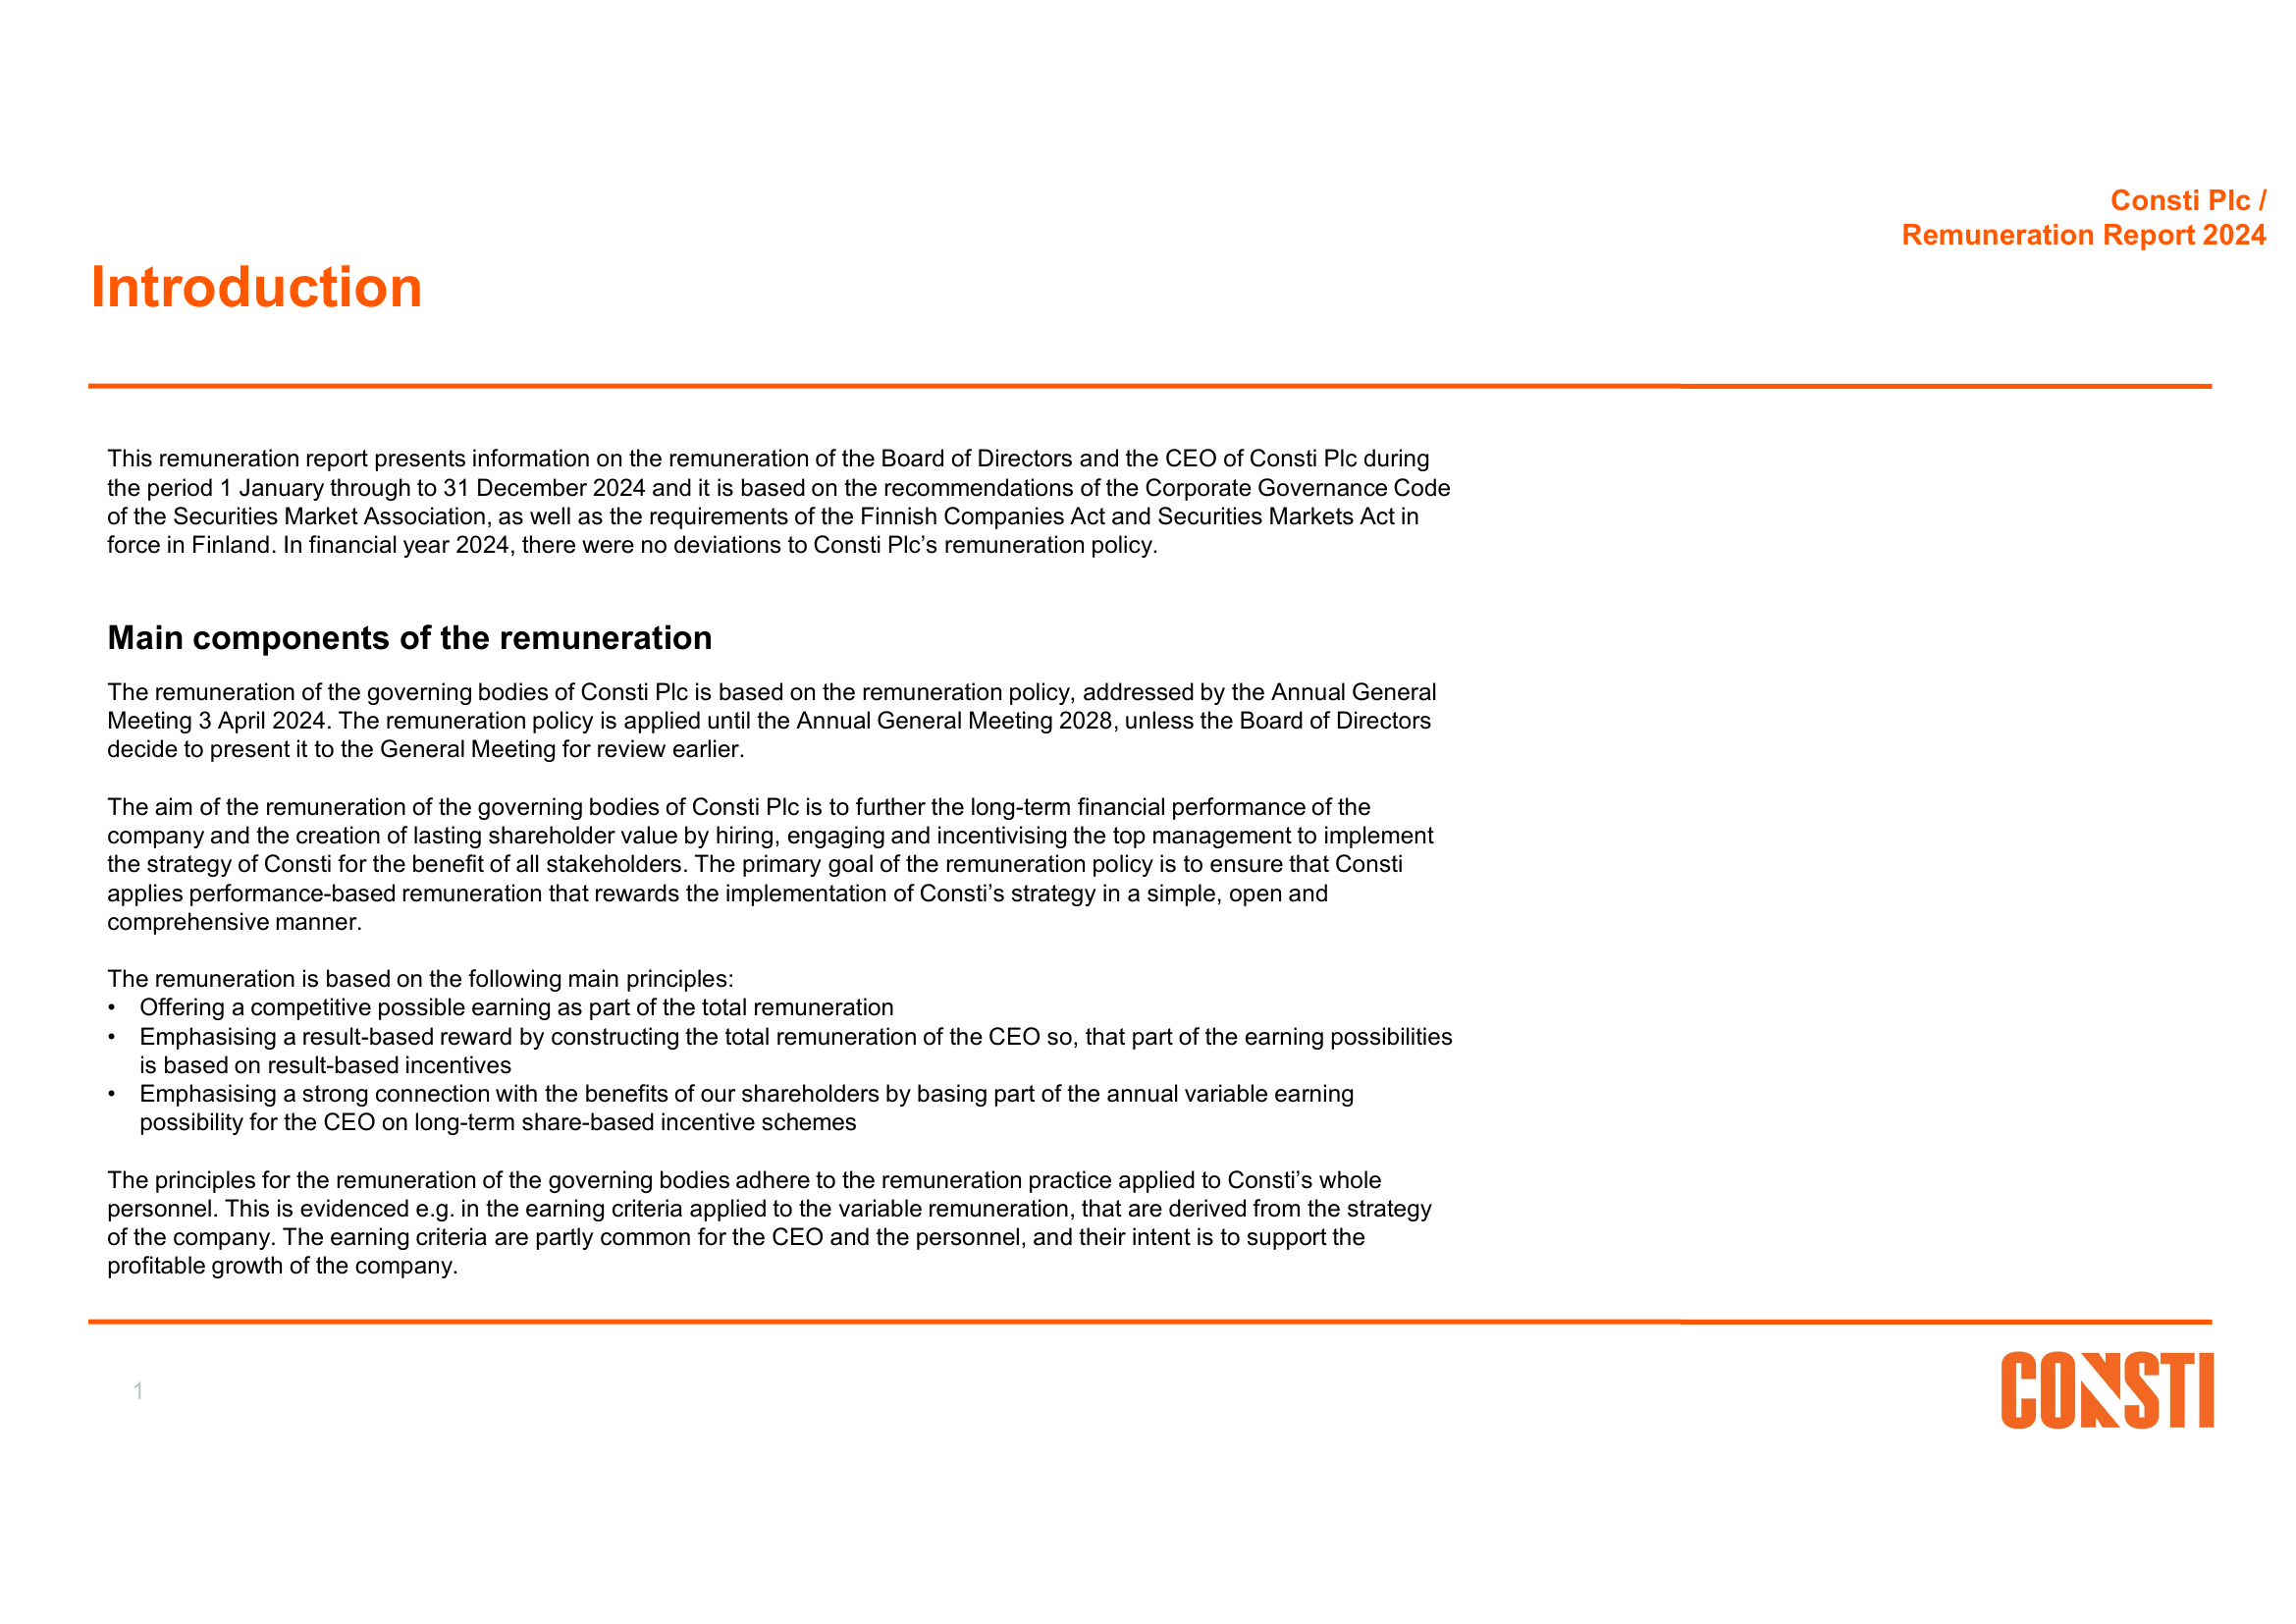 Consti Plc /
Remuneration Report 2024
Introduction
This remuneration report presents information on the remuneration of the Board of Directors and the CEO of Consti Plc during
the period 1 January through to 31 December 2024 and it is based on the recommendations of the Corporate Governance Code
of the Securities Market Association, as well as the requirements of the Finnish Companies Act and Securities Markets Act in
force in Finland. In financial year 2024, there were no deviations to Consti Plc’s remuneration policy.
Main components of the remuneration
The remuneration of the governing bodies of Consti Plc is based on the remuneration policy, addressed by the Annual General
Meeting 3 April 2024. The remuneration policy is applied until the Annual General Meeting 2028, unless the Board of Directors
decide to present it to the General Meeting for review earlier.
The aim of the remuneration of the governing bodies of Consti Plc is to further the long-term financial performance of the
company and the creation of lasting shareholder value by hiring, engaging and incentivising the top management to implement
the strategy of Consti for the benefit of all stakeholders. The primary goal of the remuneration policy is to ensure that Consti
applies performance-based remuneration that rewards the implementation of Consti’s strategy in a simple, open and
comprehensive manner.
The remuneration is based on the following main principles:
• Offering a competitive possible earning as part of the total remuneration
• Emphasising a result-based reward by constructing the total remuneration of the CEO so, that part of the earning possibilities
is based on result-based incentives
• Emphasising a strong connection with the benefits of our shareholders by basing part of the annual variable earning
possibility for the CEO on long-term share-based incentive schemes
The principles for the remuneration of the governing bodies adhere to the remuneration practice applied to Consti’s whole
personnel. This is evidenced e.g. in the earning criteria applied to the variable remuneration, that are derived from the strategy
of the company. The earning criteria are partly common for the CEO and the personnel, and their intent is to support the
profitable growth of the company.
1
CONSTI